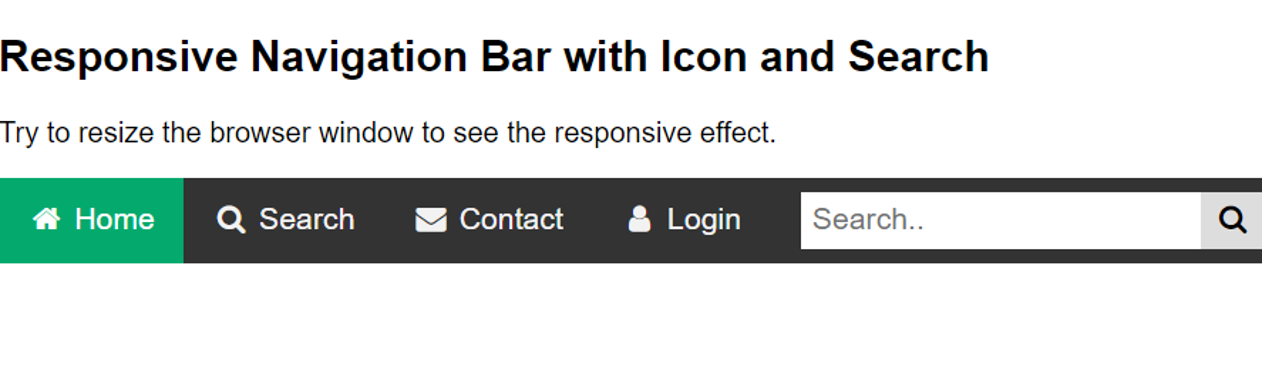 Responsive Navigation Bar with Icon and Search
Try to resize the browser window to see the responsive effect.
Home Search Contact Login Search..